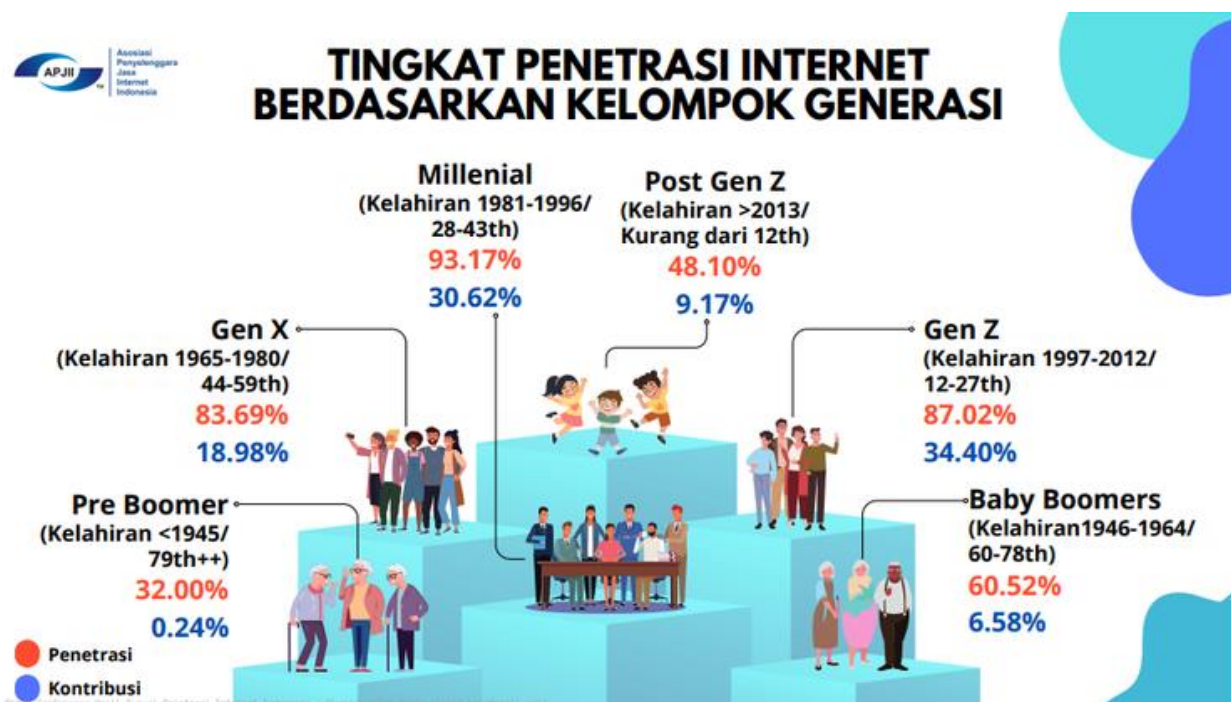 APJII
Asosiasi
Penyelenggara
Jasa
Internet
Indonesia
TINGKAT PENETRASI INTERNET
BERDASARKAN KELOMPOK GENERASI
Millenial
(Kelahiran 1981-1996/
28-43th)
93.17%
30.62%
Post Gen Z
(Kelahiran >2013/
Kurang dari 12th)
48.10%
9.17%
Gen X
(Kelahiran 1965-1980/
44-59th)
83.69%
18.98%
Gen Z
(Kelahiran 1997-2012/
12-27th)
87.02%
34.40%
Pre Boomer
(Kelahiran <1945/
79th++)
32.00%
0.24%
Baby Boomers
(Kelahiran1946-1964/
60-78th)
60.52%
6.58%
Penetrasi
Kontribusi